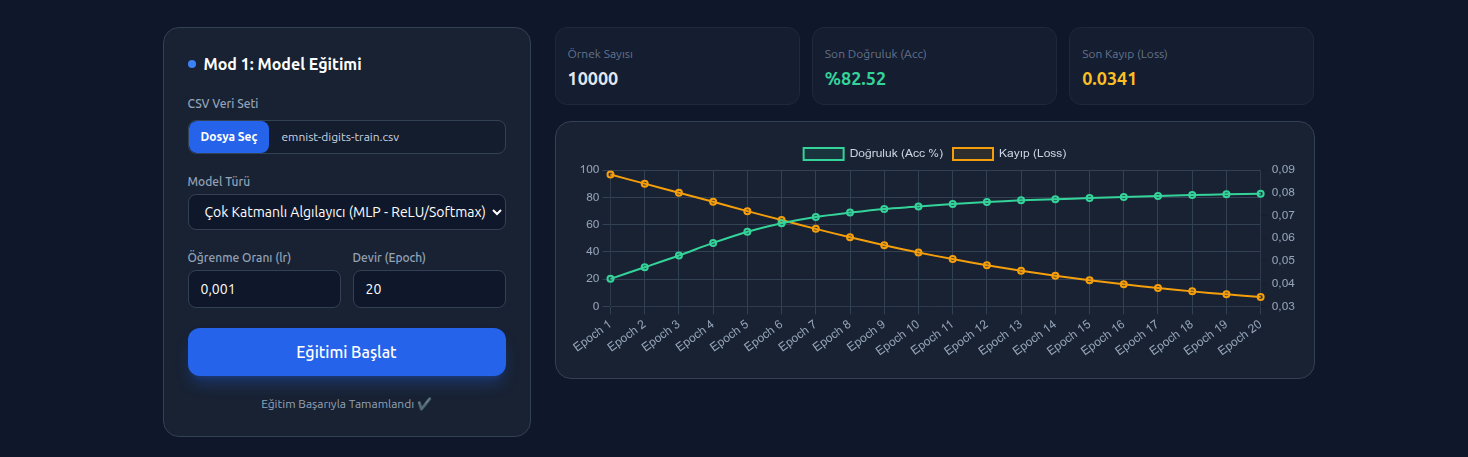 Mod 1: Model Eğitimi
CSV Veri Seti
Dosya Seç emnist-digits-train.csv
Model Türü
Çok Katmanlı Algılayıcı (MLP - ReLU/Softmax)
Öğrenme Oranı (lr) Devir (Epoch)
0,001 20
Eğitimi Başlat
Eğitim Başarıyla Tamamlandı ✔
Örnek Sayısı
10000
Son Doğruluk (Acc)
%82.52
Son Kayıp (Loss)
0.0341
Doğruluk (Acc %) Kayıp (Loss)
100 0,09
80 0,08
0,07
60 0,06
40 0,05
20 0,04
0 0,03
Epoch 1 Epoch 2 Epoch 3 Epoch 4 Epoch 5 Epoch 6 Epoch 7 Epoch 8 Epoch 9 Epoch 10 Epoch 11 Epoch 12 Epoch 13 Epoch 14 Epoch 15 Epoch 16 Epoch 17 Epoch 18 Epoch 19 Epoch 20